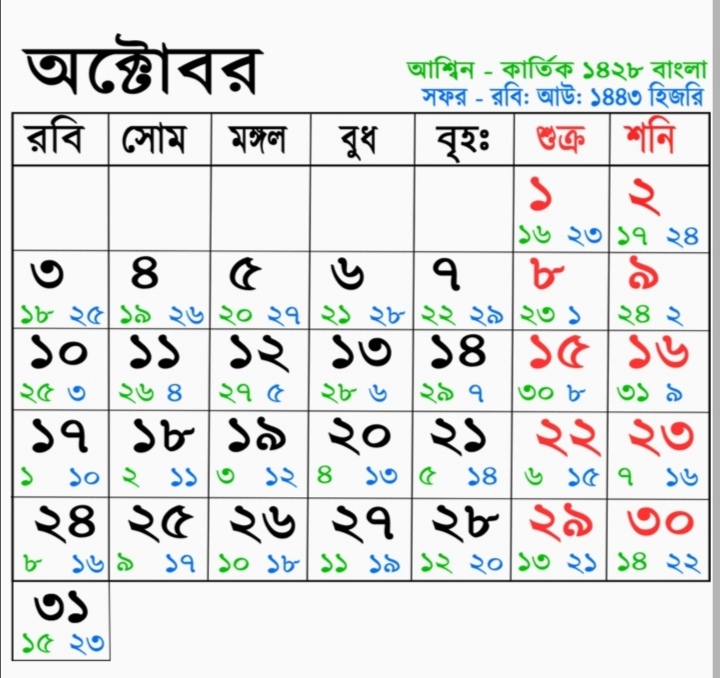 অক্টোবর
আশ্বিন - কার্তিক ১৪২৮ বাংলা
সফর - রবি: আউ: ১৪৪৩ হিজরি
রবি সোম মঙ্গল বুধ বৃহঃ শুক্র শনি
১ ২
১৬ ২৩ ১৭ ২৪
৩ ৪ ৫ ৬ ৭ ৮ ৯
১৮ ২৫ ১৯ ২৬ ২০ ২৭ ২১ ২৮ ২২ ২৯ ২৩ ১ ২৪ ২
১০ ১১ ১২ ১৩ ১৪ ১৫ ১৬
২৫ ৩ ২৬ ৪ ২৭ ৫ ২৮ ৬ ২৯ ৭ ৩০ ৮ ৩১ ৯
১৭ ১৮ ১৯ ২০ ২১ ২২ ২৩
১ ১০ ২ ১১ ৩ ১২ ৪ ১৩ ৫ ১৪ ৬ ১৫ ৭ ১৬
২৪ ২৫ ২৬ ২৭ ২৮ ২৯ ৩০
৮ ১৬ ৯ ১৭ ১০ ১৮ ১১ ১৯ ১২ ২০ ১৩ ২১ ১৪ ২২
৩১
১৫ ২৩